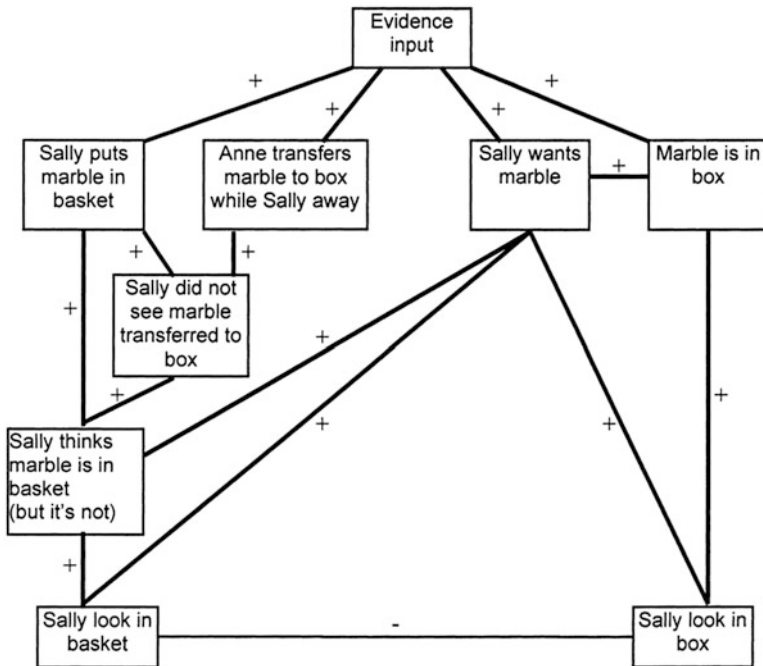 Evidence
input
+
+
+
+
Sally puts
marble in
basket
Anne transfers
marble to box
while Sally away
Sally wants
marble
+
Marble is in
box
+
+
Sally did not
see marble
transferred to
box
+
+
+
+
+
+
Sally thinks
marble is in
basket
(but it's not)
+
Sally look in
basket
-
Sally look in
box